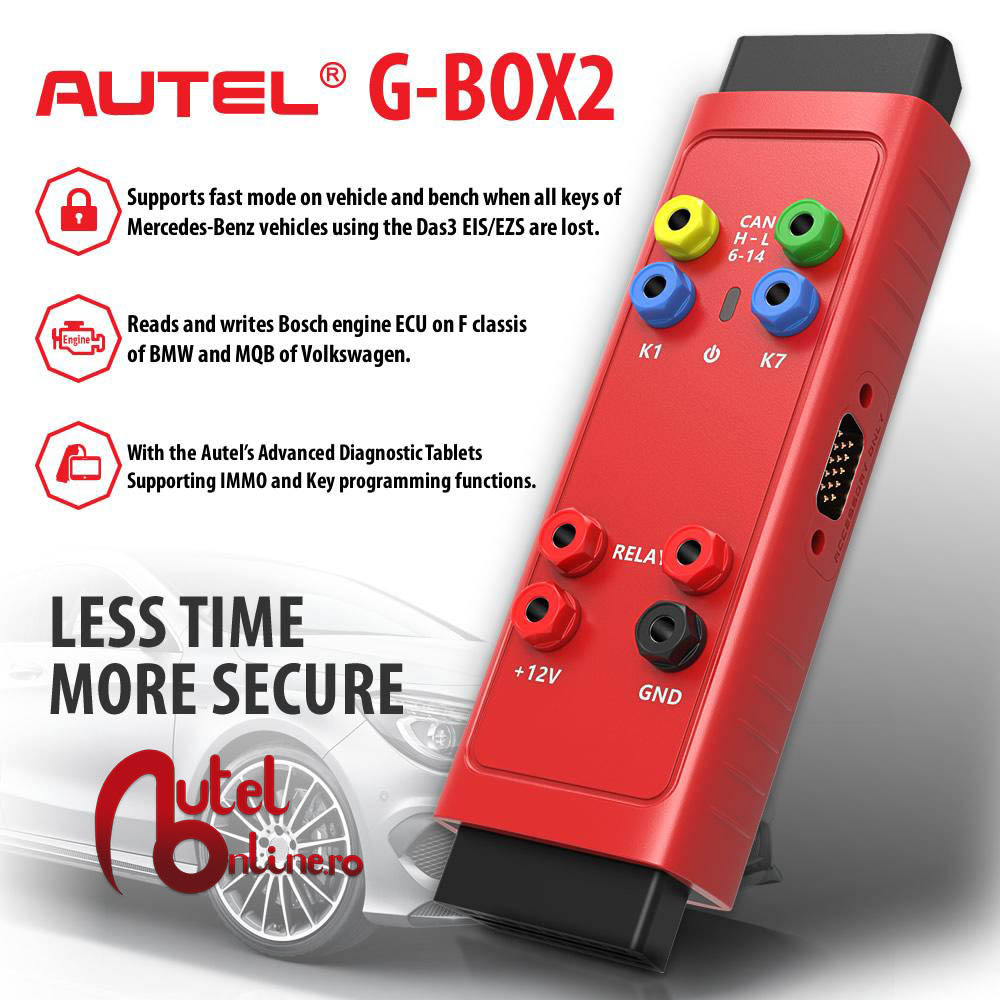 AUTEL® G-BOX2
Supports fast mode on vehicle and bench when all keys of
Mercedes-Benz vehicles using the Das3 EIS/EZS are lost.
Engine
Reads and writes Bosch engine ECU on F classis
of BMW and MQB of Volkswagen.
With the Autel's Advanced Diagnostic Tablets
Supporting IMMO and Key programming functions.
LESS TIME
MORE SECURE
Autel
Online.ro
CAN
H - L
6-14
K1
K7
ACCESSORY ONLY
RELAY
+12V
GND